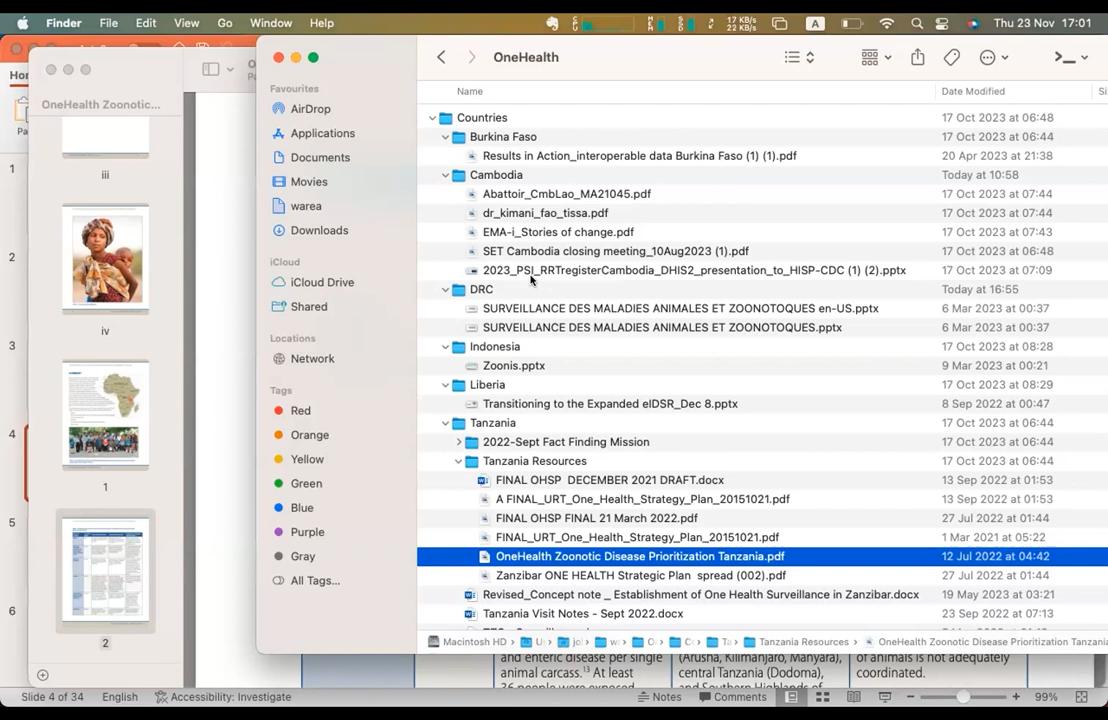 Finder File Edit View Go Window Help 17 KB/s 22 KB/s A Thu 23 Nov 17:01
OneHealth Zoonotic...
iii
iv
1
2
1
2
3
4
5
6
Favourites
AirDrop
Applications
Documents
Movies
warea
Downloads
iCloud
iCloud Drive
Shared
Locations
Network
Tags
Red
Orange
Yellow
Green
Blue
Purple
Gray
All Tags...
OneHealth
Name Date Modified
Countries 17 Oct 2023 at 06:48
Burkina Faso 17 Oct 2023 at 06:44
Results in Action_interoperable data Burkina Faso (1) (1).pdf 20 Apr 2023 at 21:38
Cambodia Today at 10:58
Abattoir_CmbLao_MA21045.pdf 17 Oct 2023 at 07:44
dr_kimani_fao_tissa.pdf 17 Oct 2023 at 07:44
EMA-i_Stories of change.pdf 17 Oct 2023 at 07:43
SET Cambodia closing meeting_10Aug2023 (1).pdf 17 Oct 2023 at 06:48
2023_PSI_RRTregisterCambodia_DHIS2_presentation_to_HISP-CDC (1) (2).pptx 17 Oct 2023 at 07:09
DRC Today at 16:55
SURVEILLANCE DES MALADIES ANIMALES ET ZOONOTOQUES en-US.pptx 6 Mar 2023 at 00:37
SURVEILLANCE DES MALADIES ANIMALES ET ZOONOTOQUES.pptx 6 Mar 2023 at 00:37
Indonesia 17 Oct 2023 at 08:28
Zoonis.pptx 9 Mar 2023 at 00:21
Liberia 17 Oct 2023 at 08:29
Transitioning to the Expanded eIDSR_Dec 8.pptx 8 Sep 2022 at 00:47
Tanzania 17 Oct 2023 at 06:44
2022-Sept Fact Finding Mission 17 Oct 2023 at 06:44
Tanzania Resources 17 Oct 2023 at 06:44
FINAL OHSP DECEMBER 2021 DRAFT.docx 13 Sep 2022 at 01:53
A FINAL_URT_One_Health_Strategy_Plan_20151021.pdf 13 Sep 2022 at 01:53
FINAL OHSP FINAL 21 March 2022.pdf 27 Jul 2022 at 01:44
FINAL_URT_One_Health_Strategy_Plan_20151021.pdf 1 Mar 2021 at 05:22
OneHealth Zoonotic Disease Prioritization Tanzania.pdf 12 Jul 2022 at 04:42
Zanzibar ONE HEALTH Strategic Plan spread (002).pdf 27 Jul 2022 at 01:44
Revised_Concept note _ Establishment of One Health Surveillance in Zanzibar.docx 19 May 2023 at 03:21
Tanzania Visit Notes - Sept 2022.docx 23 Sep 2022 at 07:13
Macintosh HD Tanzania Resources OneHealth Zoonotic Disease Prioritization Tanzania
and enteric disease per single (Arusha, Kilimanjaro, Manyara), of animals is not adequately
animal carcass.13 At least central Tanzania (Dodoma), coordinated.
Slide 4 of 34 English Accessibility: Investigate Notes Comments 99%